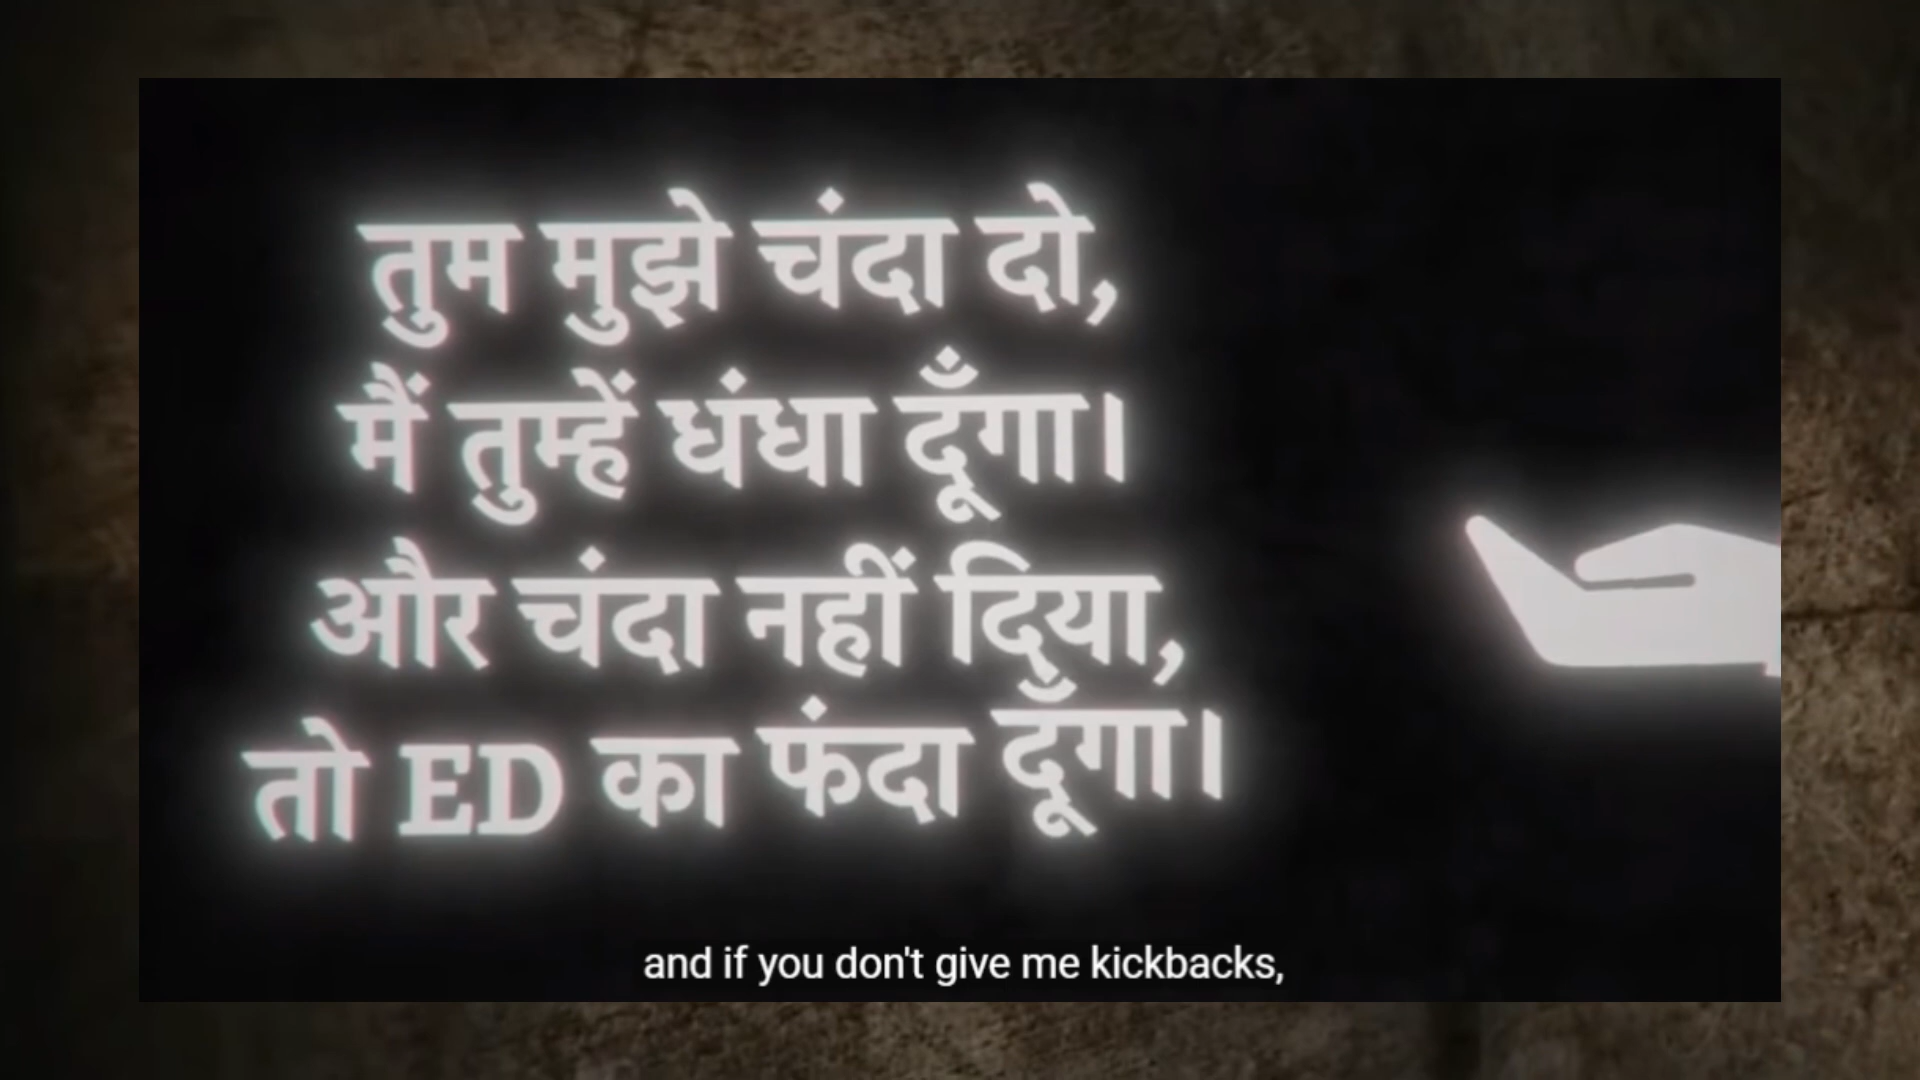 तुम मुझे चंदा दो,
मैं तुम्हें धंधा दूँगा।
और चंदा नहीं दिया,
तो ED का फंदा दूँगा।
and if you don't give me kickbacks,